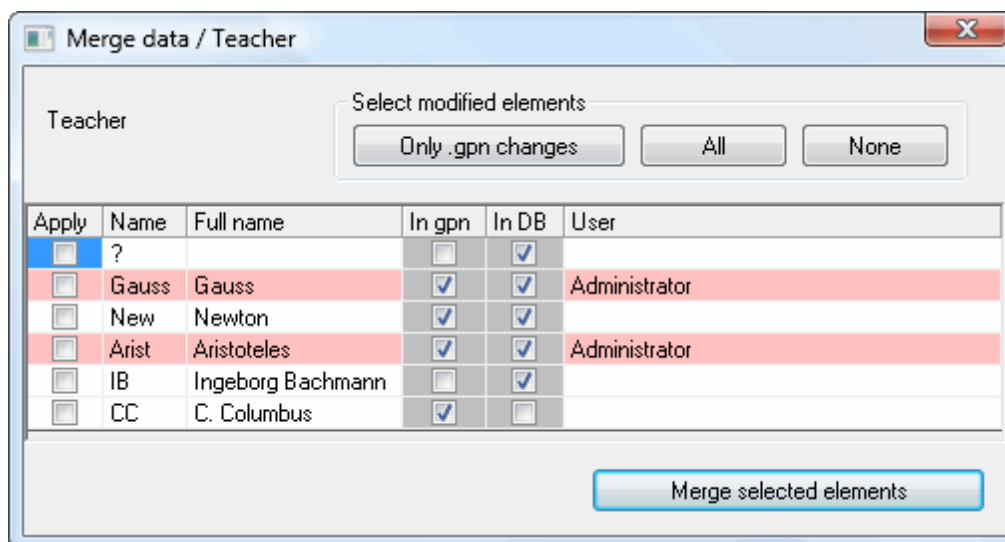 Merge data / Teacher
Select modified elements
Teacher
Only .gpn changes All None
Apply Name Full name In gpn In DB User
?
Gauss Gauss Administrator
New Newton
Arist Aristoteles Administrator
IB Ingeborg Bachmann
CC C. Columbus
Merge selected elements